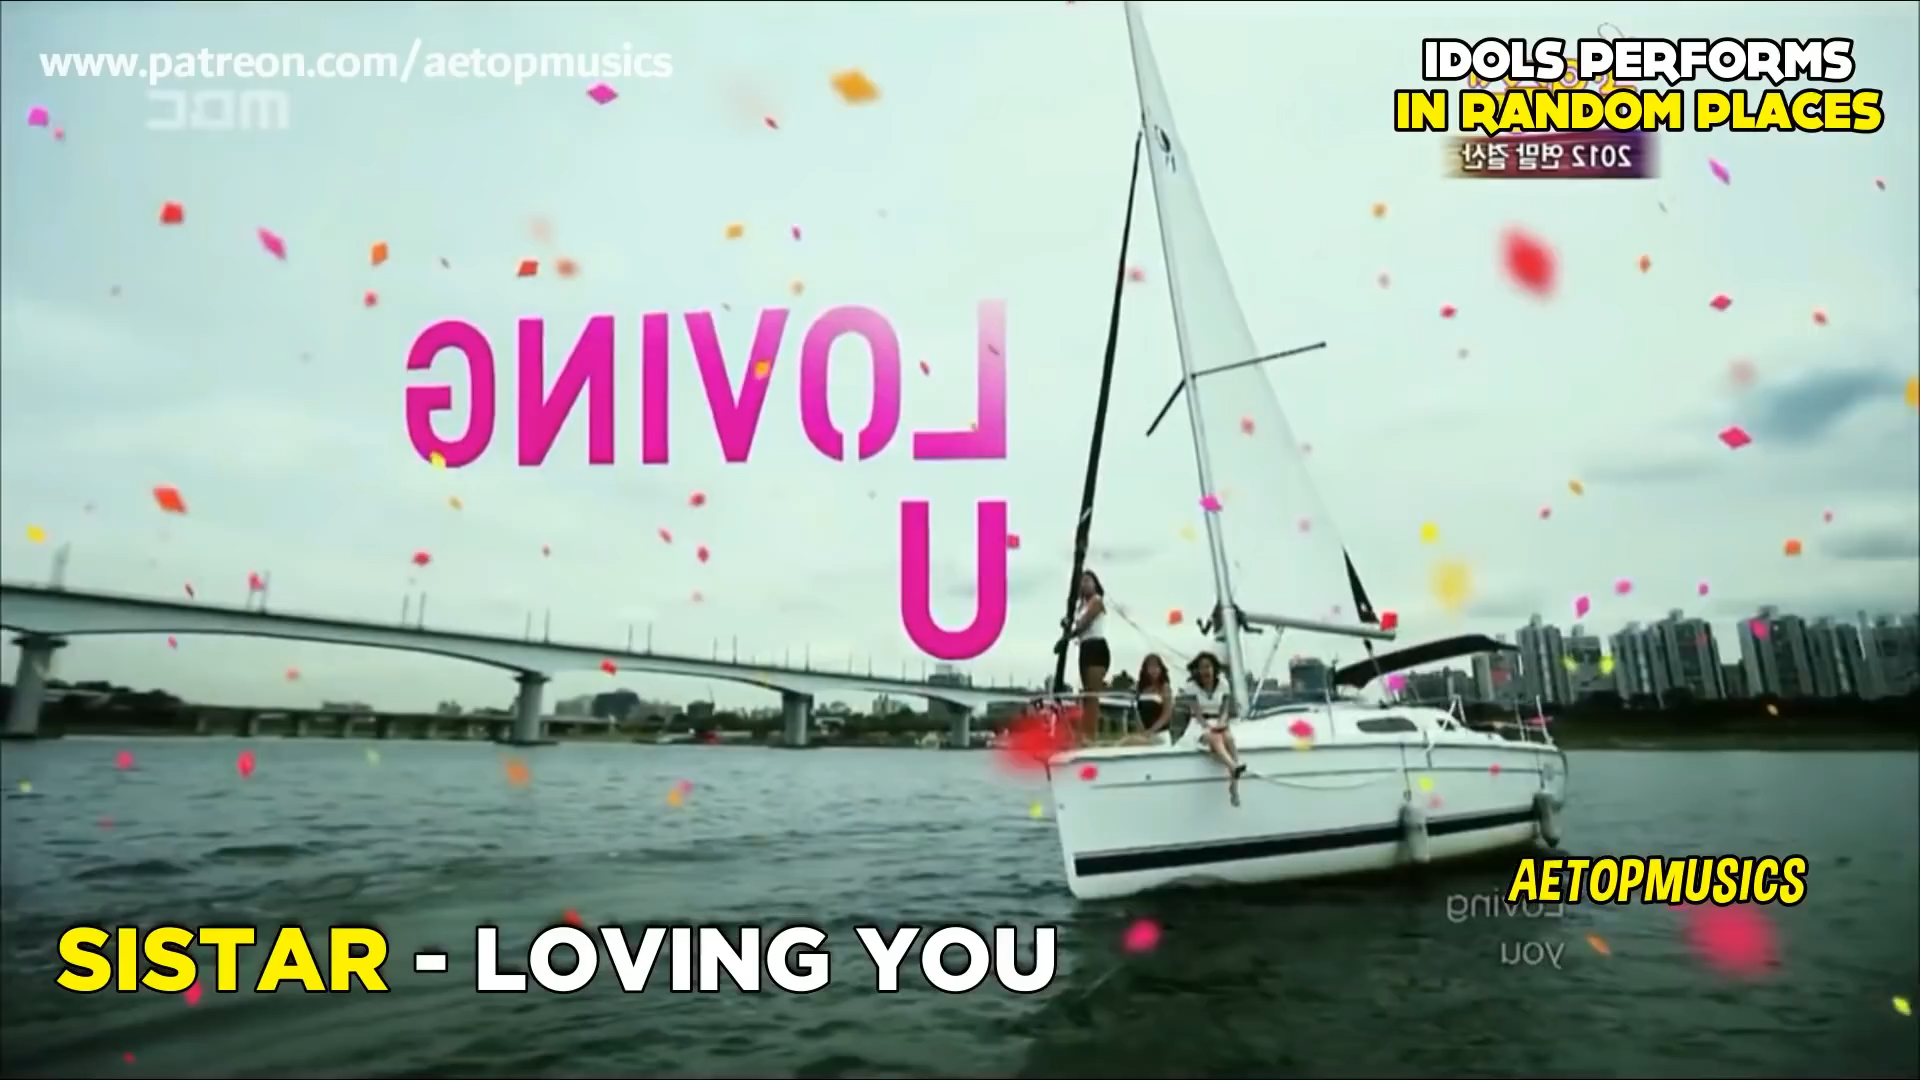 www.patreon.com/aetopmusics
mbc
IDOLS PERFORMS
IN RANDOM PLACES
2012 연말 결산
LOVING
U
AETOPMUSICS
Loving
you
SISTAR - LOVING YOU